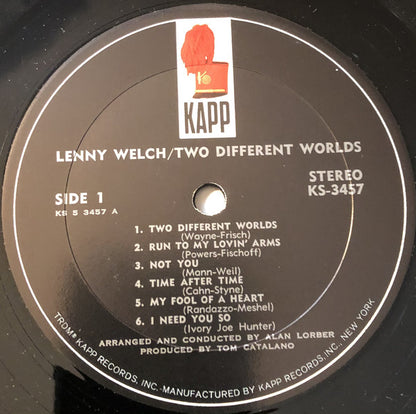 KAPP
LENNY WELCH/TWO DIFFERENT WORLDS
STEREO
KS-3457
SIDE 1
KS S 3457 A
1. TWO DIFFERENT WORLDS
(Wayne-Frisch)
2. RUN TO MY LOVIN' ARMS
(Powers-Fischoff)
3. NOT YOU
(Mann-Weil)
4. TIME AFTER TIME
(Cahn-Styne)
5. MY FOOL OF A HEART
(Randazzo-Meshel)
6. I NEED YOU SO
(Ivory Joe Hunter)
ARRANGED AND CONDUCTED BY ALAN LORBER
PRODUCED BY TOM CATALANO
TROM® KAPP RECORDS, INC.-MANUFACTURED BY KAPP RECORDS INC., NEW YORK